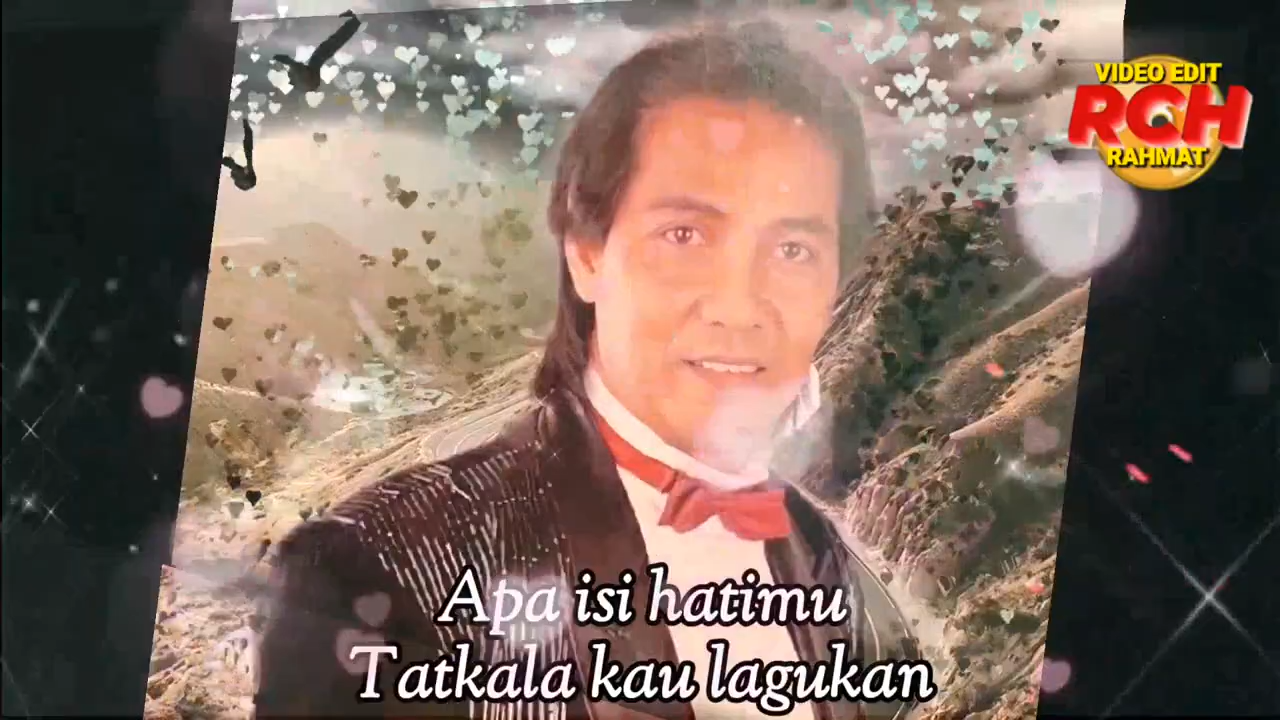 VIDEO EDIT
RCH
RAHMAT
Apa isi hatimu
Tatkala kau lagukan